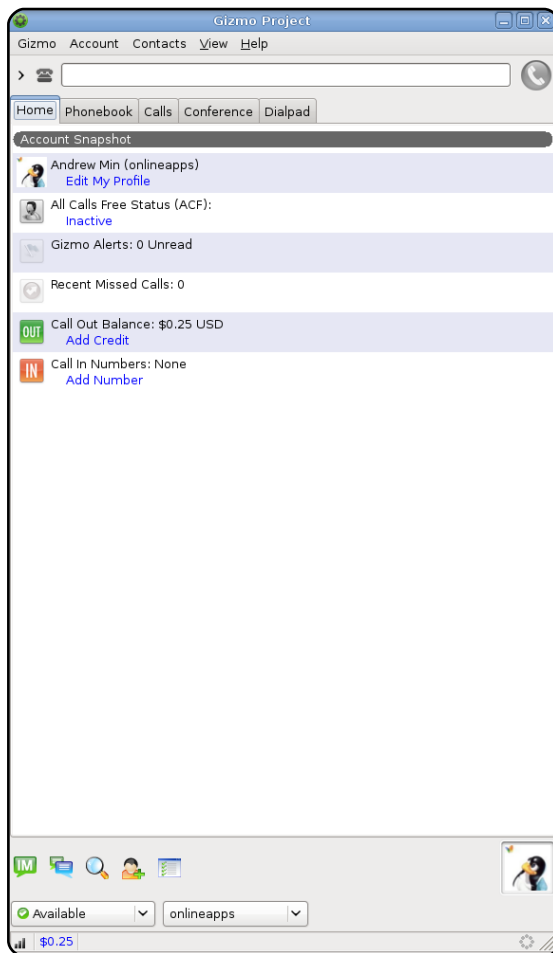 Gizmo Project
Gizmo Account Contacts View Help
Home Phonebook Calls Conference Dialpad
Account Snapshot
Andrew Min (onlineapps)
Edit My Profile
All Calls Free Status (ACF):
Inactive
Gizmo Alerts: 0 Unread
Recent Missed Calls: 0
OUT Call Out Balance: $0.25 USD
Add Credit
IN Call In Numbers: None
Add Number
IM
Available onlineapps
$0.25